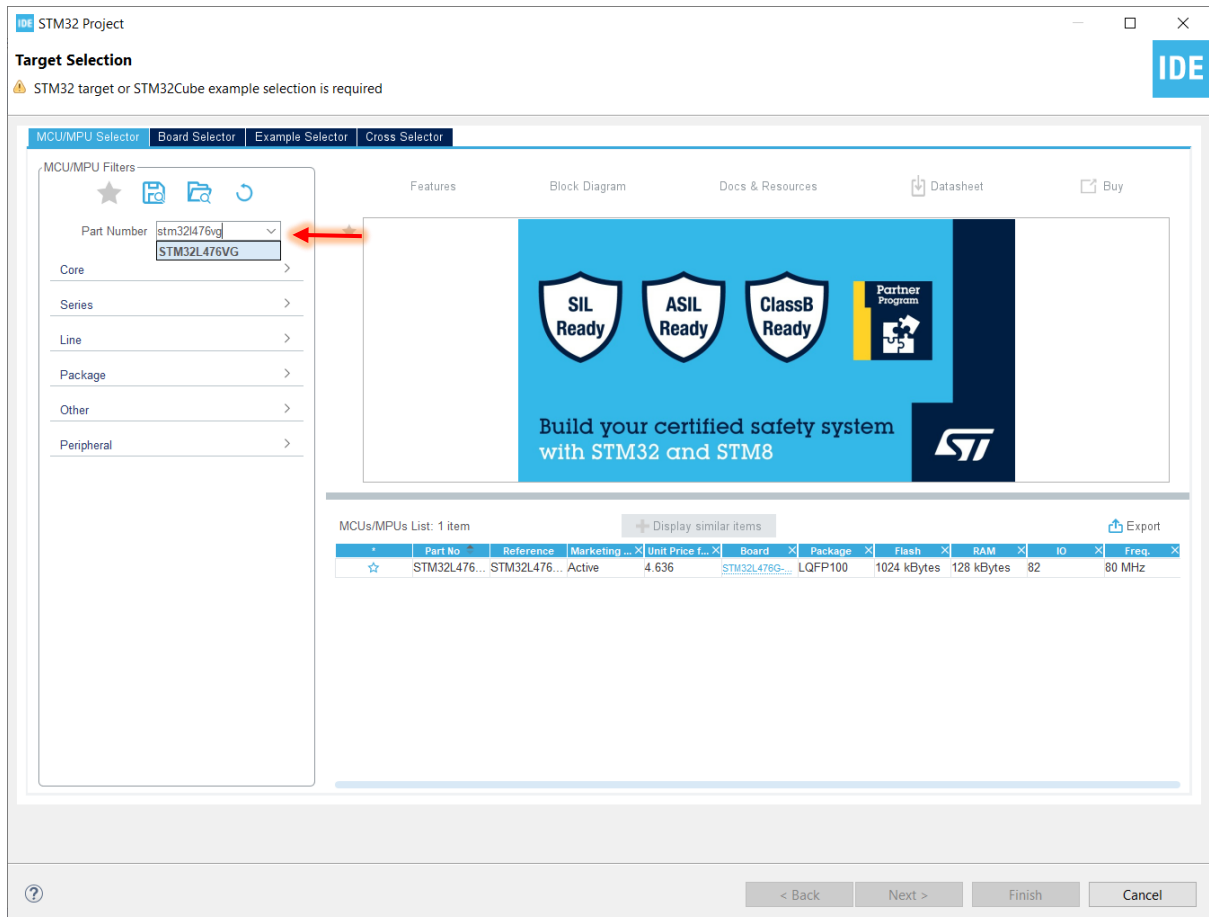 IDE STM32 Project
Target Selection
IDE
STM32 target or STM32Cube example selection is required
MCU/MPU Selector Board Selector Example Selector Cross Selector
MCU/MPU Filters
Features Block Diagram Docs & Resources Datasheet Buy
Part Number stm32l476vg
STM32L476VG
Core
Series
Line
Package
Other
Peripheral
SIL Ready
ASIL Ready
ClassB Ready
Partner Program
Build your certified safety system
with STM32 and STM8
ST
MCUs/MPUs List: 1 item
Display similar items
Export
* Part No Reference Marketing ... Unit Price f... Board Package Flash RAM IO Freq.
STM32L476... STM32L476... Active 4.636 STM32L476G-... LQFP100 1024 kBytes 128 kBytes 82 80 MHz
? < Back Next > Finish Cancel